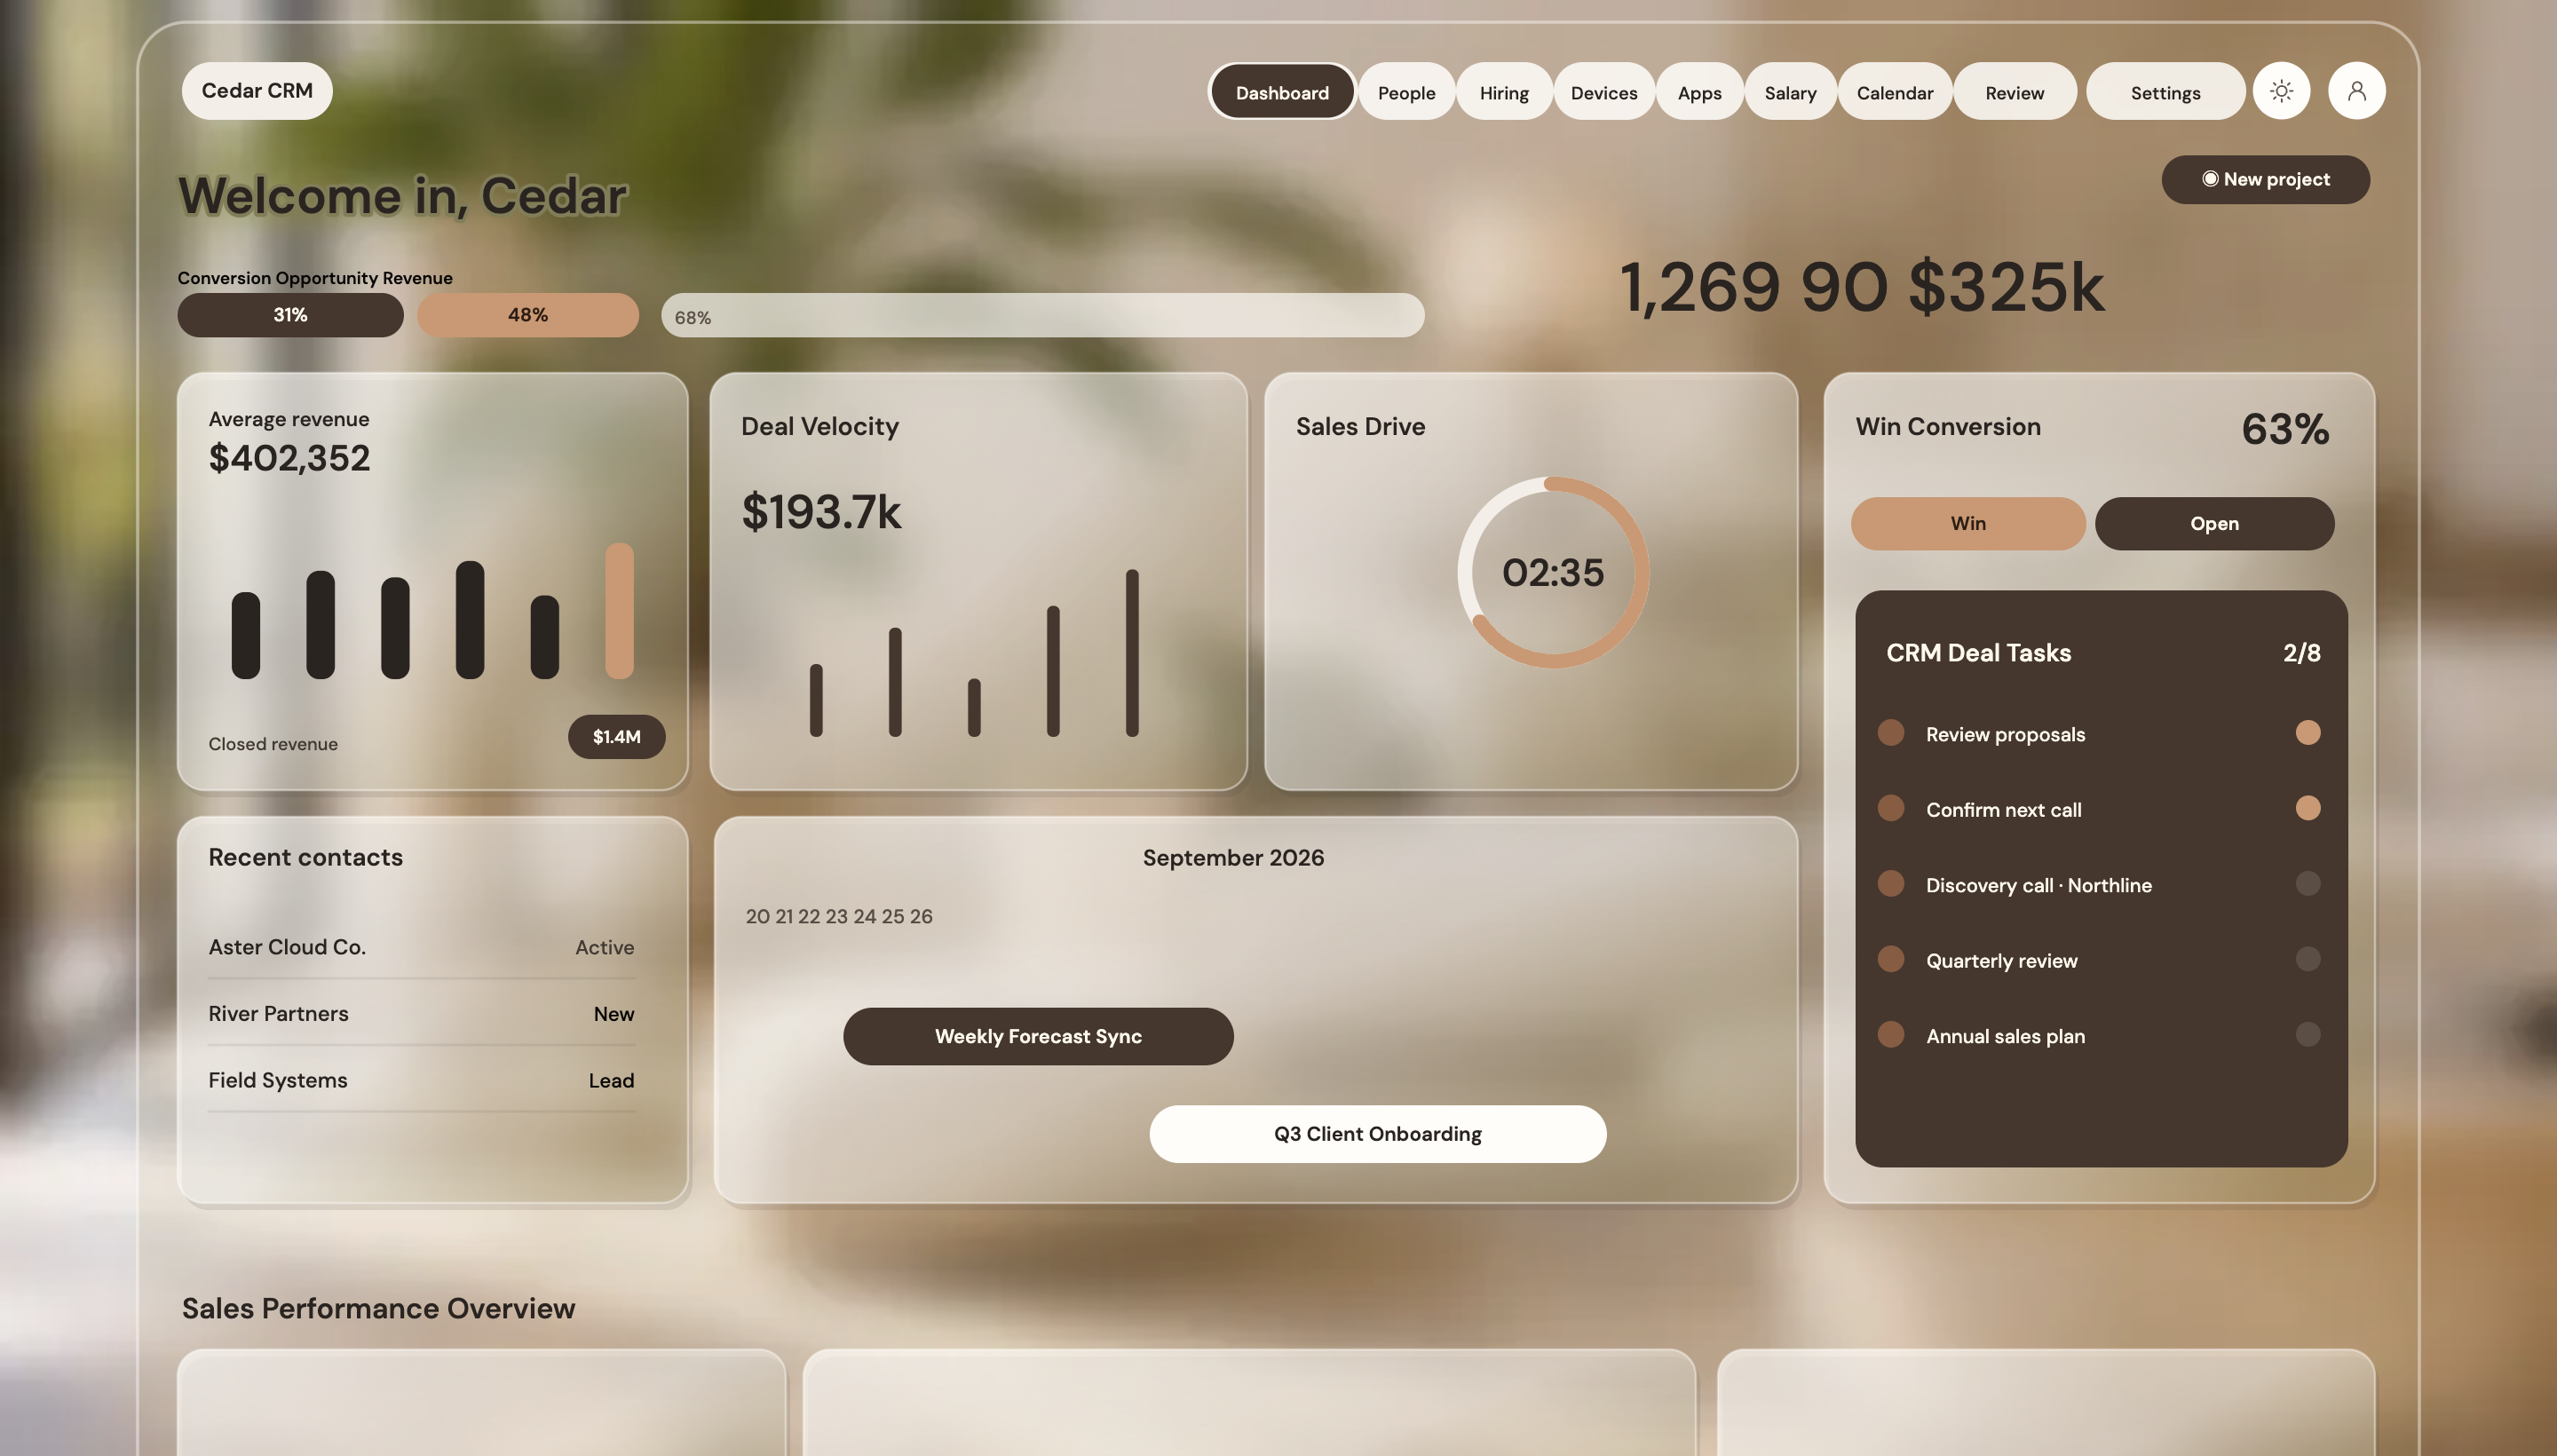 Cedar CRM
Dashboard People Hiring Devices Apps Salary Calendar Review Settings
Welcome in, Cedar
New project
Conversion Opportunity Revenue
31% 48% 68%
1,269 90 $325k
Average revenue
$402,352
Closed revenue
$1.4M
Deal Velocity
$193.7k
Sales Drive
02:35
Win Conversion
63%
Win
Open
CRM Deal Tasks 2/8
Review proposals
Confirm next call
Discovery call · Northline
Quarterly review
Annual sales plan
Recent contacts
Aster Cloud Co. Active
River Partners New
Field Systems Lead
September 2026
20 21 22 23 24 25 26
Weekly Forecast Sync
Q3 Client Onboarding
Sales Performance Overview